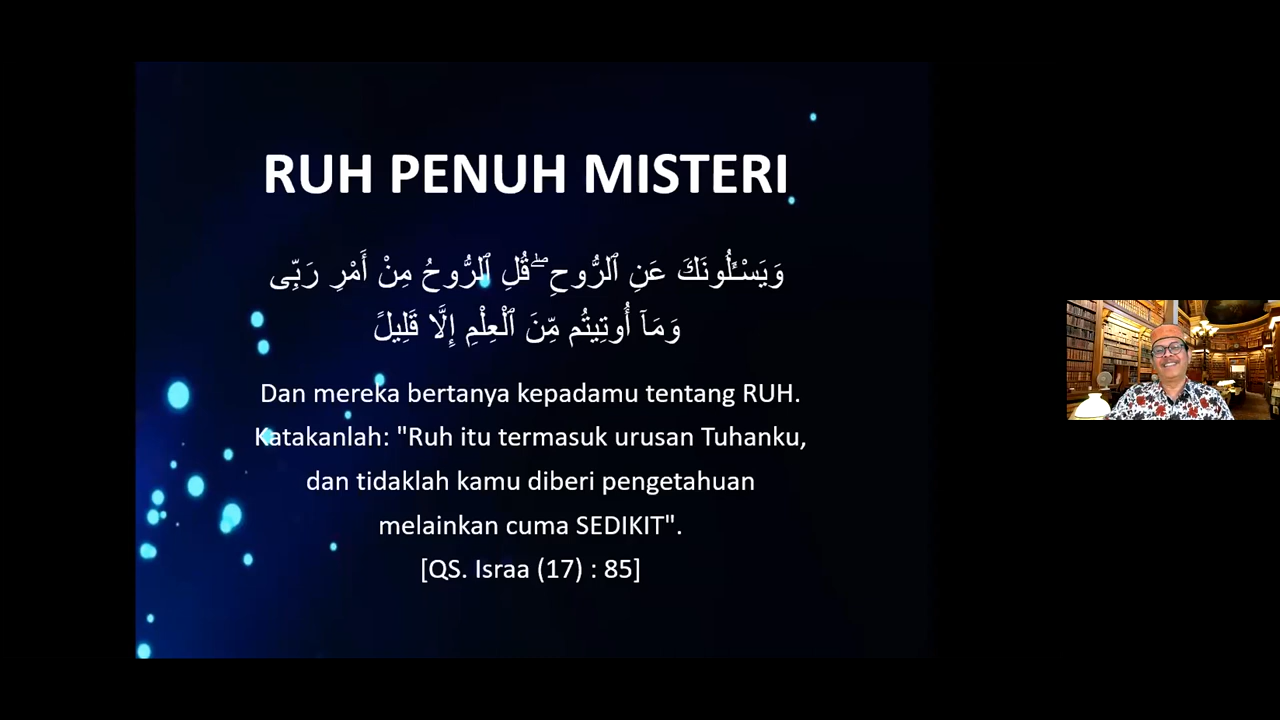 RUH PENUH MISTERI
وَيَسْـَٔلُونَكَ عَنِ ٱلرُّوحِ ۖ قُلِ ٱلرُّوحُ مِنْ أَمْرِ رَبِّى
وَمَآ أُوتِيتُم مِّنَ ٱلْعِلْمِ إِلَّا قَلِيلً
Dan mereka bertanya kepadamu tentang RUH.
Katakanlah: "Ruh itu termasuk urusan Tuhanku,
dan tidaklah kamu diberi pengetahuan
melainkan cuma SEDIKIT".
[QS. Israa (17) : 85]